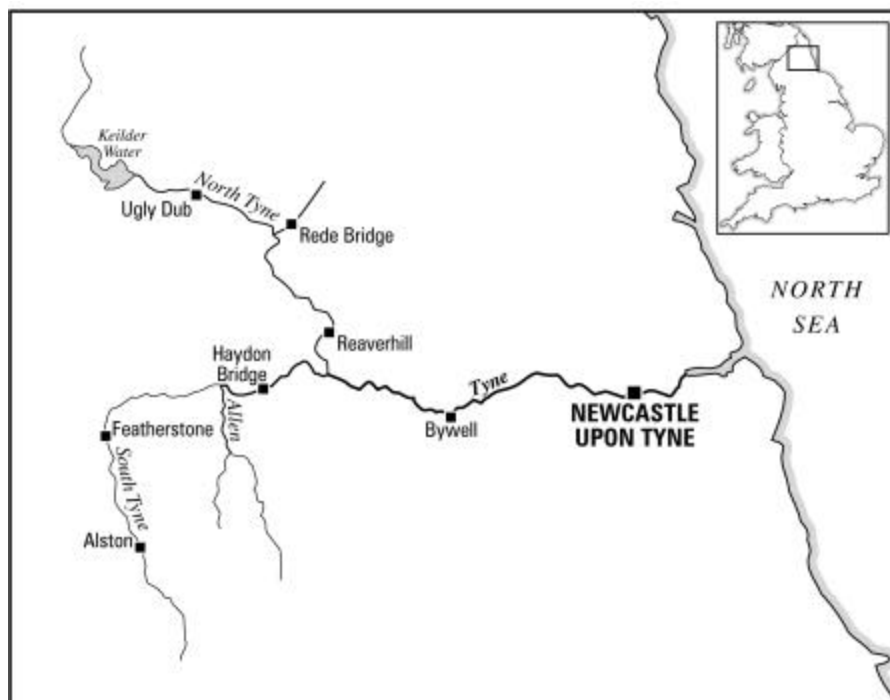 Keilder
Water
North Tyne
Ugly Dub
Rede Bridge
NORTH
SEA
Reaverhill
Haydon
Bridge
Tyne
Allen
NEWCASTLE
UPON TYNE
Bywell
Featherstone
South Tyne
Alston